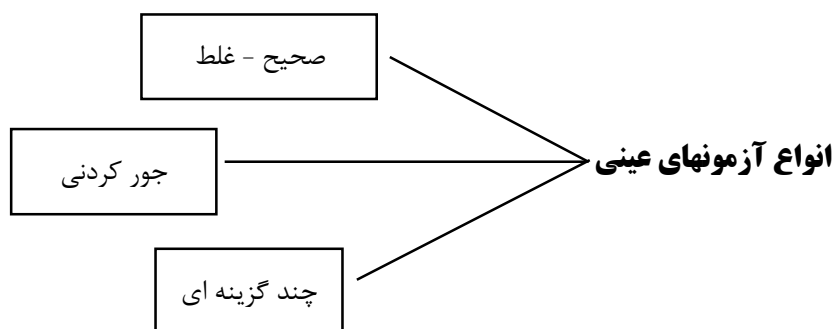 انواع آزمونهای عینی
صحیح - غلط
جور کردنی
چند گزینه ای